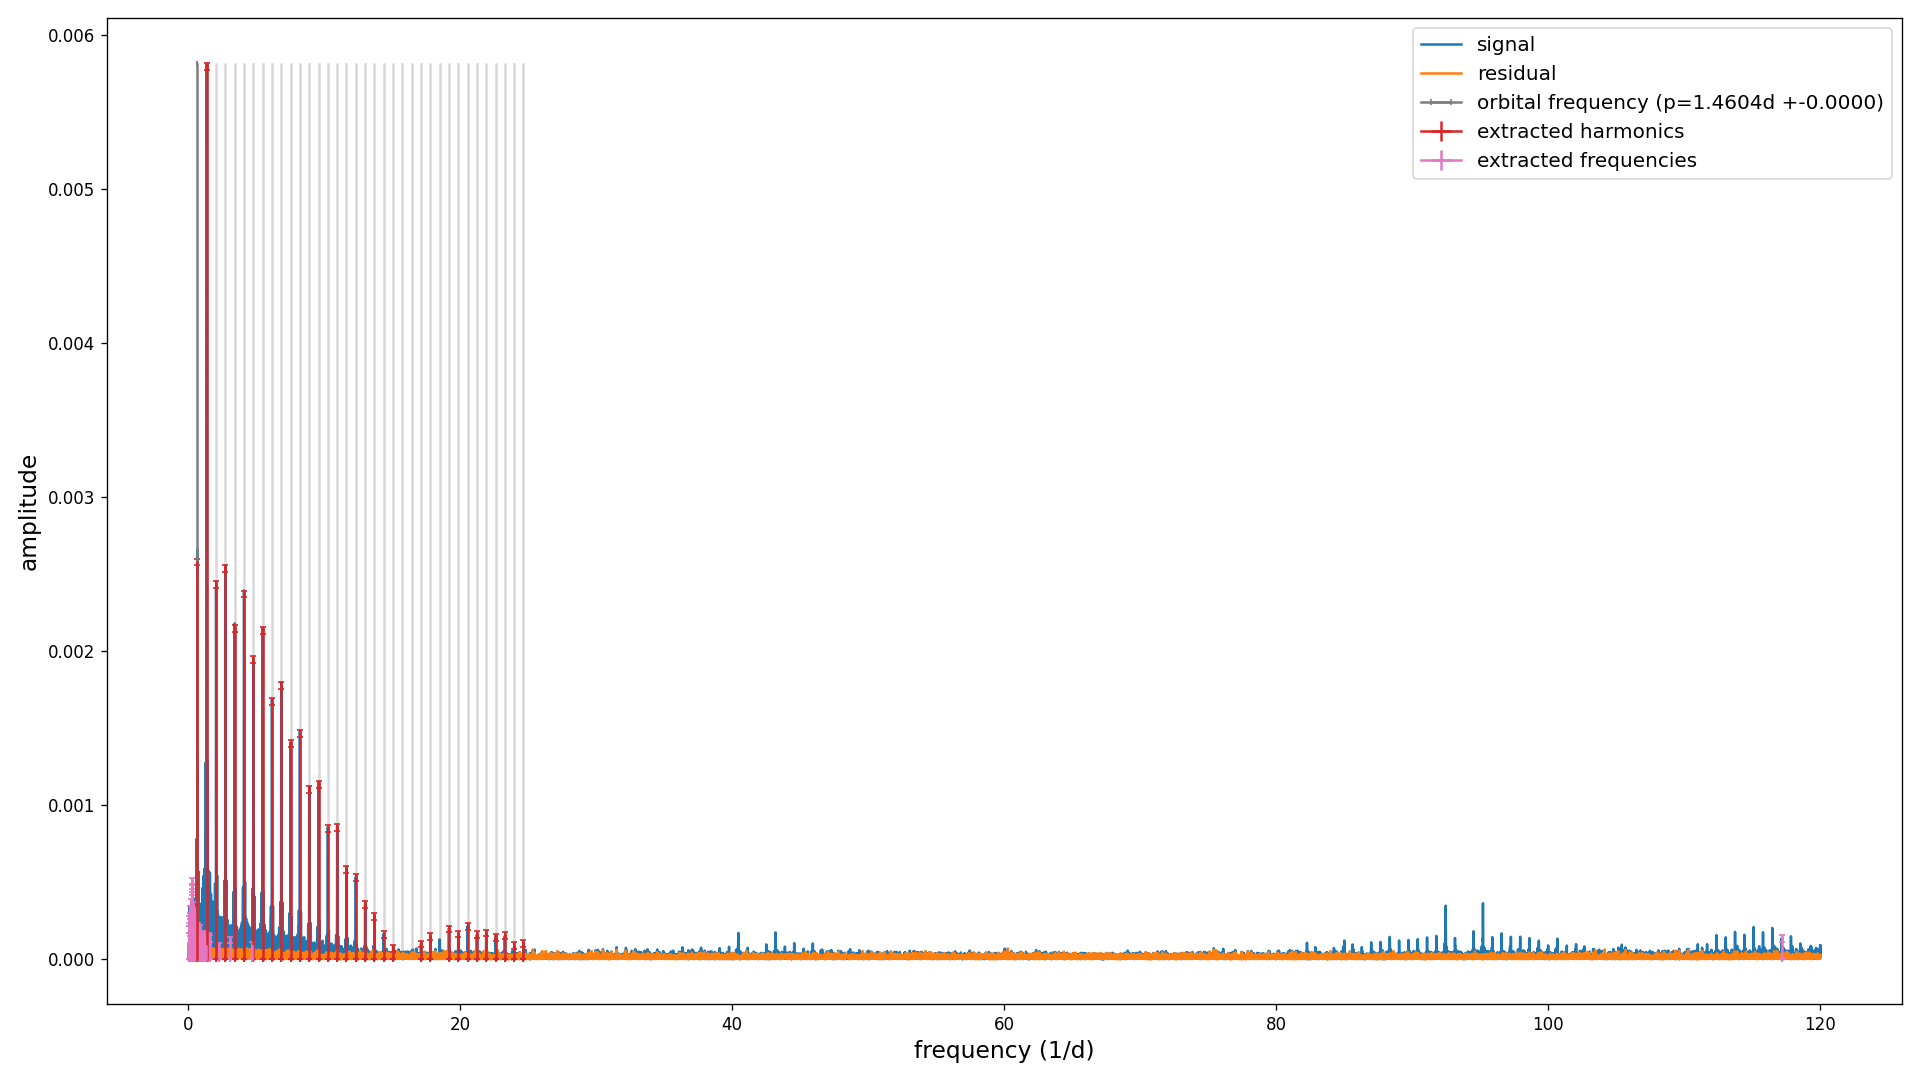 signal
residual
orbital frequency (p=1.4604d +-0.0000)
extracted harmonics
extracted frequencies
0.006
0.005
0.004
0.003
0.002
0.001
0.000
amplitude
0 20 40 60 80 100 120
frequency (1/d)